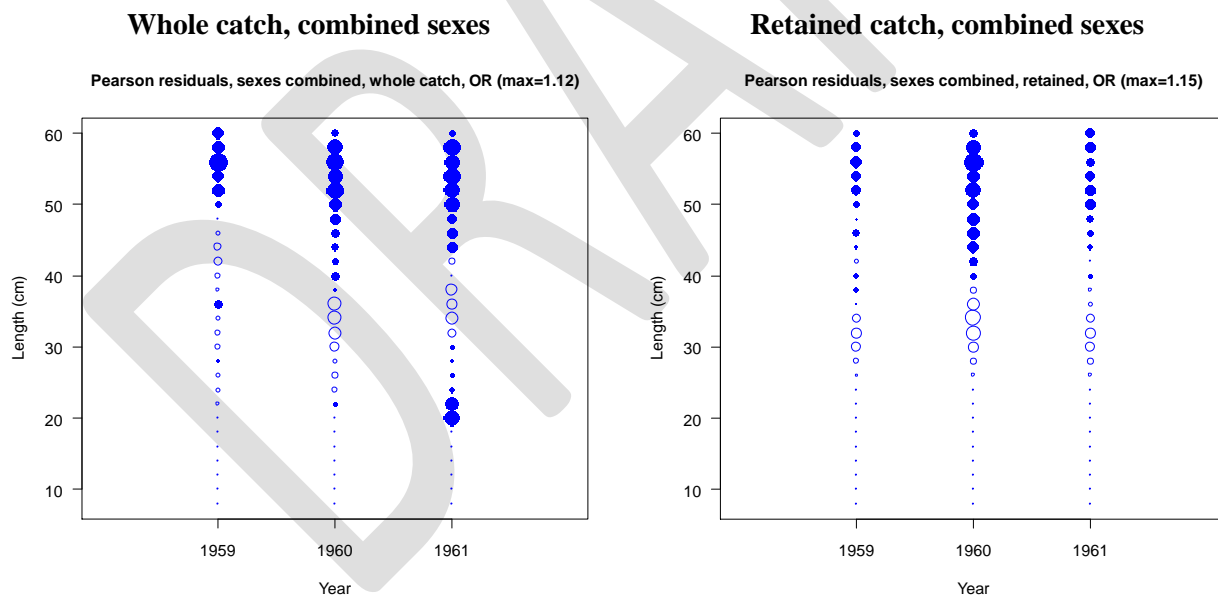 Whole catch, combined sexes
Pearson residuals, sexes combined, whole catch, OR (max=1.12)
Length (cm)
60
50
40
30
20
10
1959 1960 1961
Year
Retained catch, combined sexes
Pearson residuals, sexes combined, retained, OR (max=1.15)
Length (cm)
60
50
40
30
20
10
1959 1960 1961
Year
DRA